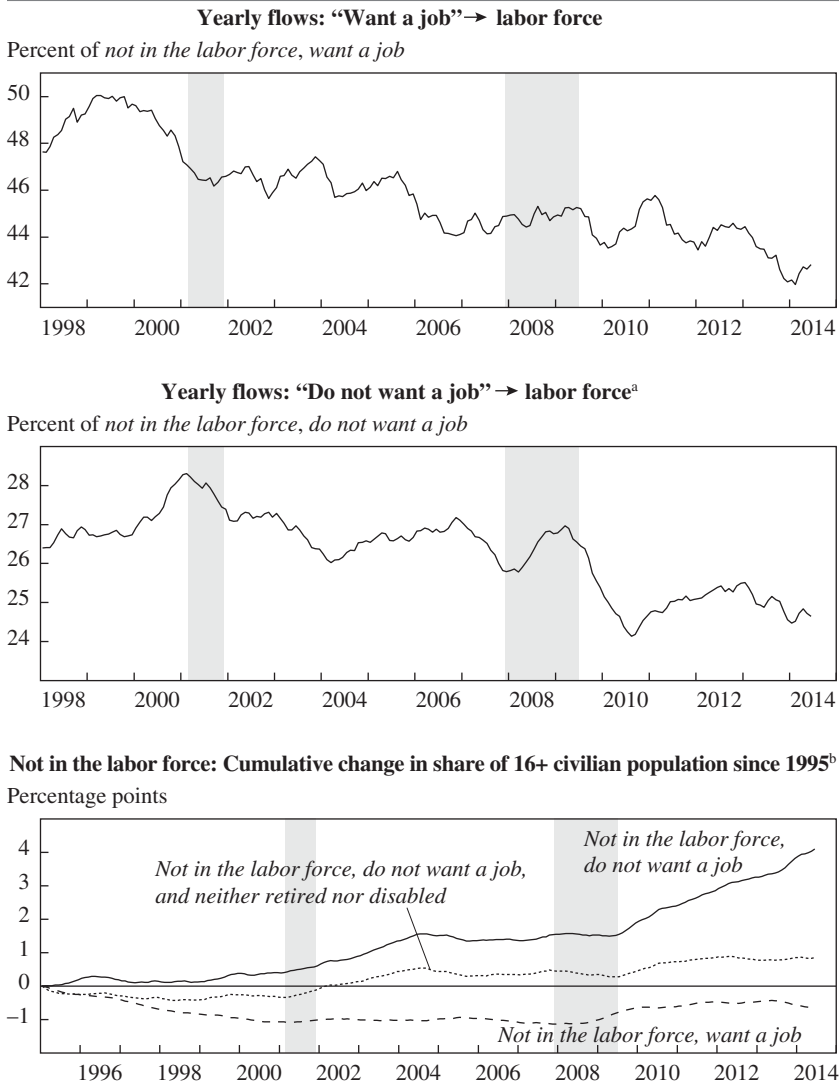 Yearly flows: “Want a job” → labor force
Percent of not in the labor force, want a job
50
48
46
44
42
1998 2000 2002 2004 2006 2008 2010 2012 2014
Yearly flows: “Do not want a job” → labor forceᵃ
Percent of not in the labor force, do not want a job
28
27
26
25
24
1998 2000 2002 2004 2006 2008 2010 2012 2014
Not in the labor force: Cumulative change in share of 16+ civilian population since 1995ᵇ
Percentage points
4
3
2
1
0
–1
Not in the labor force, do not want a job,
and neither retired nor disabled
Not in the labor force,
do not want a job
Not in the labor force, want a job
1996 1998 2000 2002 2004 2006 2008 2010 2012 2014